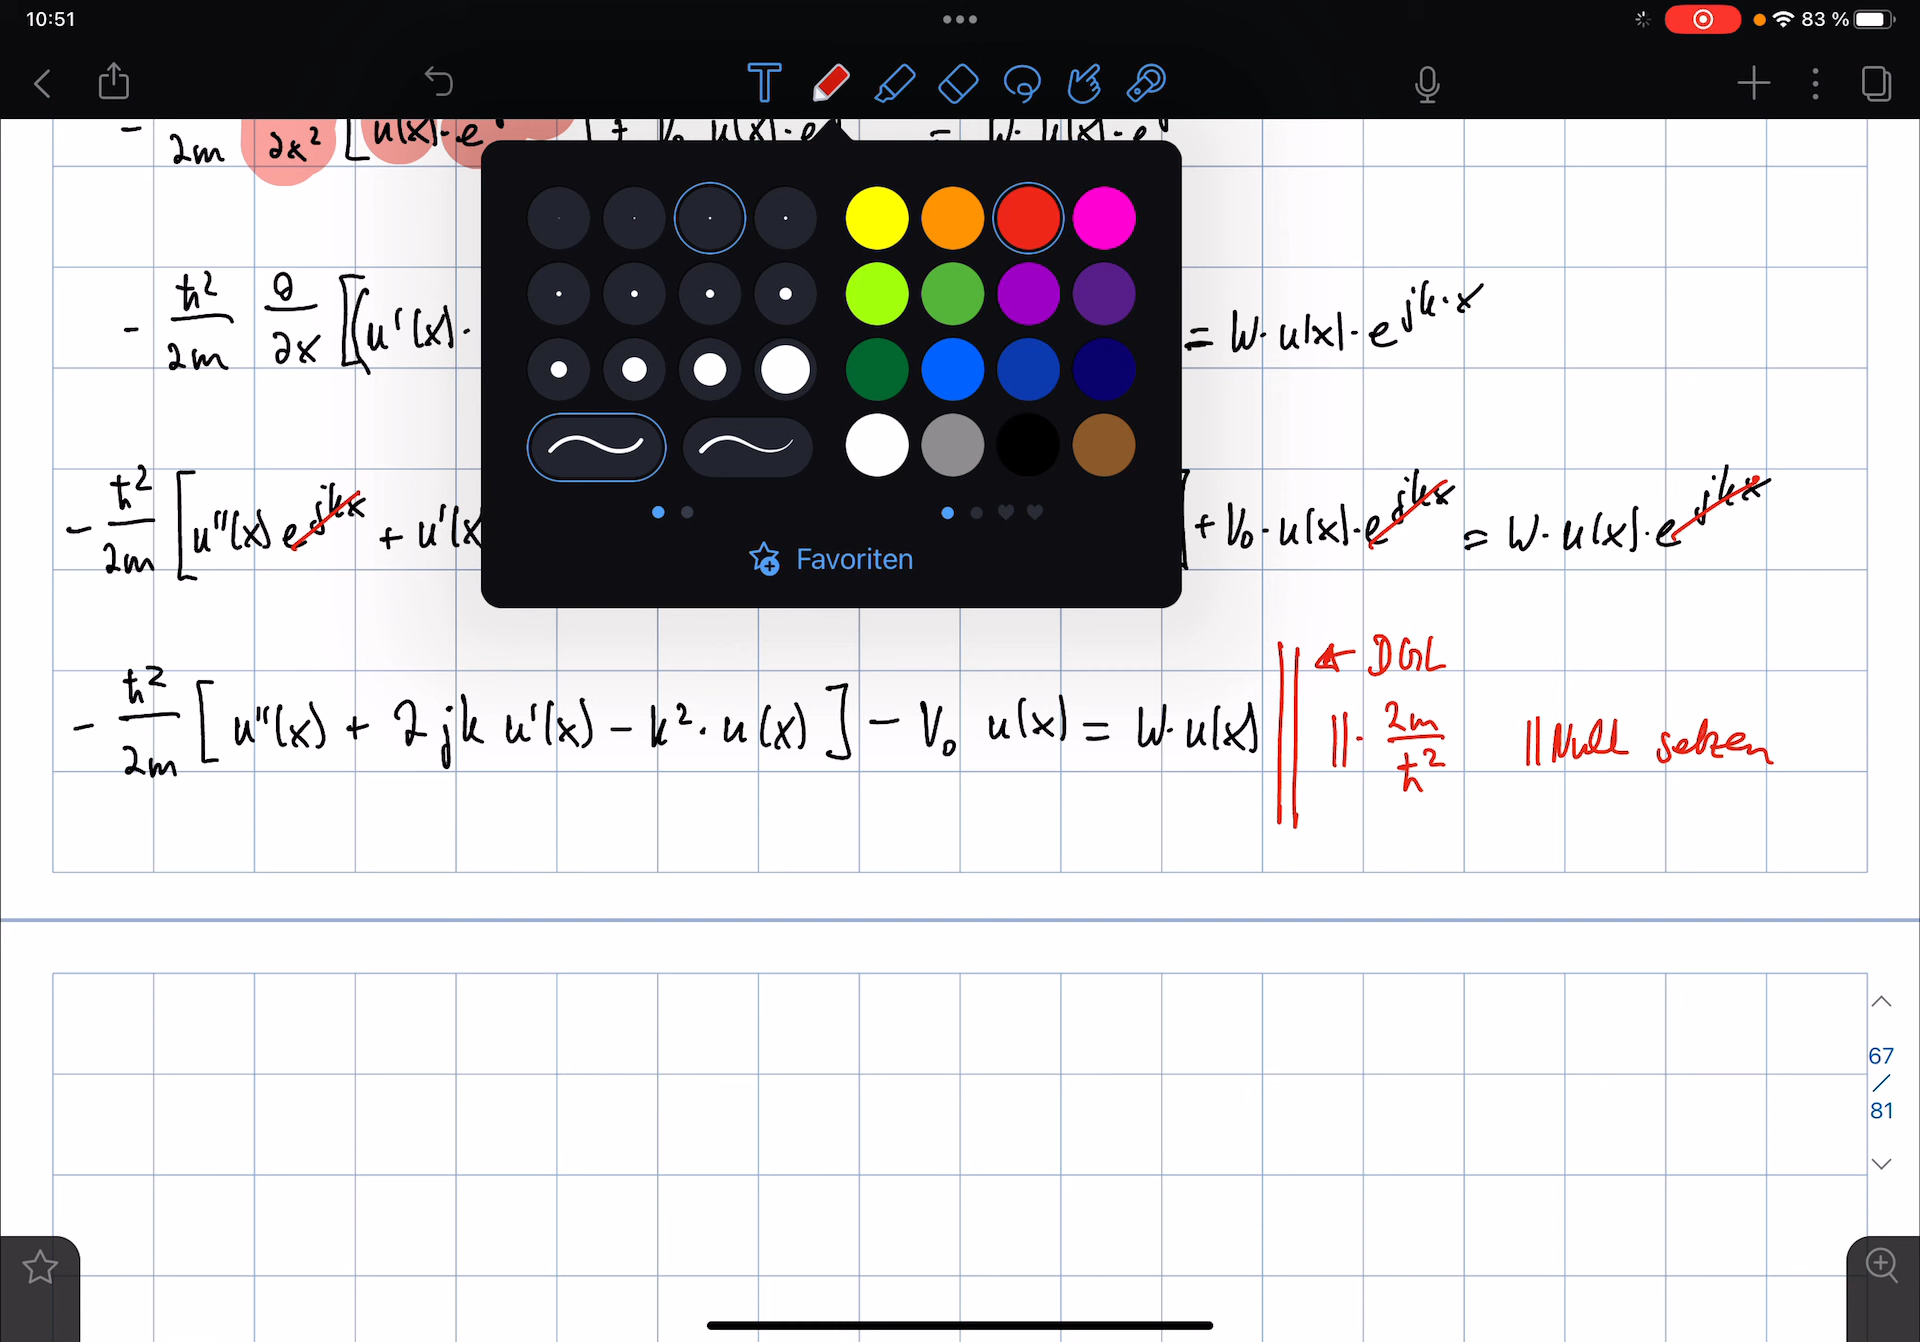 10:51
83 %
- 2m ∂x² [u(x)·e + V₀ u(x)·e = W· u(x)·e
- ħ²/2m ∂/∂x [(u'(x)· = W·u(x)·e^jk·x
- ħ²/2m [u''(x) e^jkx + u'(x + V₀·u(x)·e^jkx = W·u(x)·e^jkx
Favoriten
- ħ²/2m [u''(x) + 2jk u'(x) - k²·u(x)] - V₀ u(x) = W·u(x) || ← DGL
||· 2m/ħ² || Null setzen
67
/
81